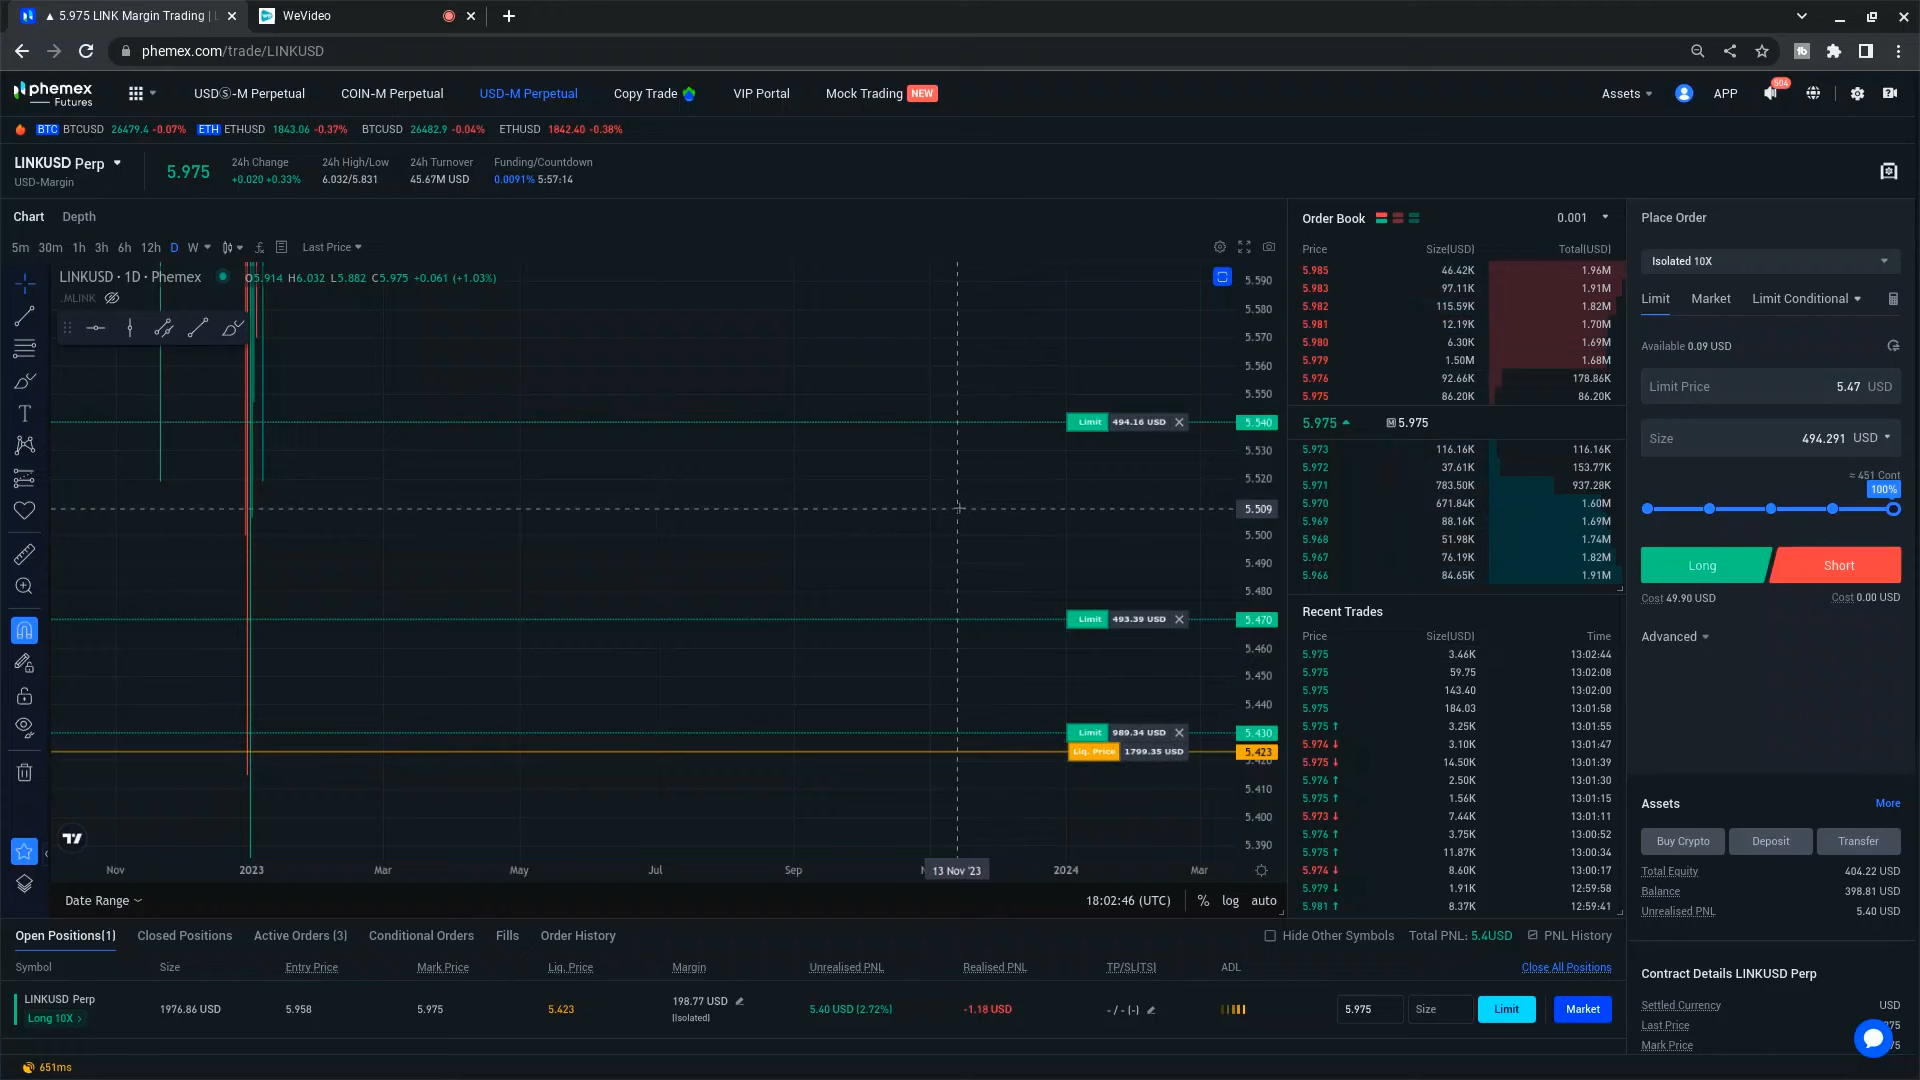 ▲ 5.975 LINK Margin Trading | L
WeVideo
phemex.com/trade/LINKUSD
phemex
Futures
USDⓈ-M Perpetual
COIN-M Perpetual
USD-M Perpetual
Copy Trade
VIP Portal
Mock Trading NEW
Assets
APP
504
BTC BTCUSD 26479.4 -0.07% ETH ETHUSD 1843.06 -0.37% BTCUSD 26482.9 -0.04% ETHUSD 1842.40 -0.38%
LINKUSD Perp
USD-Margin
5.975
24h Change
+0.020 +0.33%
24h High/Low
6.032/5.831
24h Turnover
45.67M USD
Funding/Countdown
0.0091% 5:57:14
Chart
Depth
5m 30m 1h 3h 6h 12h D W
Last Price
LINKUSD · 1D · Phemex
O5.914 H6.032 L5.882 C5.975 +0.061 (+1.03%)
.MLINK
5.590
5.580
5.570
5.560
5.550
Limit 494.16 USD
5.540
5.530
5.520
5.509
5.500
5.490
5.480
Limit 493.39 USD
5.470
5.460
5.450
5.440
Limit 989.34 USD
5.430
Liq. Price 1799.35 USD
5.423
5.420
5.410
5.400
5.390
Nov
2023
Mar
May
Jul
Sep
N
13 Nov '23
2024
Mar
Date Range
18:02:46 (UTC)
%
log
auto
Order Book
0.001
Price Size(USD) Total(USD)
5.985 46.42K 1.96M
5.983 97.11K 1.91M
5.982 115.59K 1.82M
5.981 12.19K 1.70M
5.980 6.30K 1.69M
5.979 1.50M 1.68M
5.976 92.66K 178.86K
5.975 86.20K 86.20K
5.975
M 5.975
5.973 116.16K 116.16K
5.972 37.61K 153.77K
5.971 783.50K 937.28K
5.970 671.84K 1.60M
5.969 88.16K 1.69M
5.968 51.98K 1.74M
5.967 76.19K 1.82M
5.966 84.65K 1.91M
Recent Trades
Price Size(USD) Time
5.975 3.46K 13:02:44
5.975 59.75 13:02:08
5.975 143.40 13:02:00
5.975 184.03 13:01:58
5.975 ↑ 3.25K 13:01:55
5.974 ↓ 3.10K 13:01:47
5.975 ↓ 14.50K 13:01:39
5.976 ↑ 2.50K 13:01:30
5.975 ↑ 1.56K 13:01:15
5.973 ↓ 7.44K 13:01:11
5.976 ↑ 3.75K 13:00:52
5.975 ↑ 11.87K 13:00:34
5.974 ↓ 8.60K 13:00:17
5.979 ↓ 1.91K 12:59:58
5.981 ↑ 8.37K 12:59:41
Place Order
Isolated 10X
Limit
Market
Limit Conditional
Available 0.09 USD
Limit Price 5.47 USD
Size 494.291 USD
≈ 451 Cont
100%
Long
Short
Cost 49.90 USD
Cost 0.00 USD
Advanced
Assets
More
Buy Crypto
Deposit
Transfer
Total Equity 404.22 USD
Balance 398.81 USD
Unrealised PNL 5.40 USD
Contract Details LINKUSD Perp
Settled Currency USD
Last Price
Mark Price
Open Positions(1)
Closed Positions
Active Orders (3)
Conditional Orders
Fills
Order History
Hide Other Symbols
Total PNL: 5.4USD
PNL History
Symbol
Size
Entry Price
Mark Price
Liq. Price
Margin
Unrealised PNL
Realised PNL
TP/SL(TS)
ADL
Close All Positions
LINKUSD Perp
Long 10X >
1976.86 USD
5.958
5.975
5.423
198.77 USD
(Isolated)
5.40 USD (2.72%)
-1.18 USD
- / - (-)
5.975
Size
Limit
Market
651ms